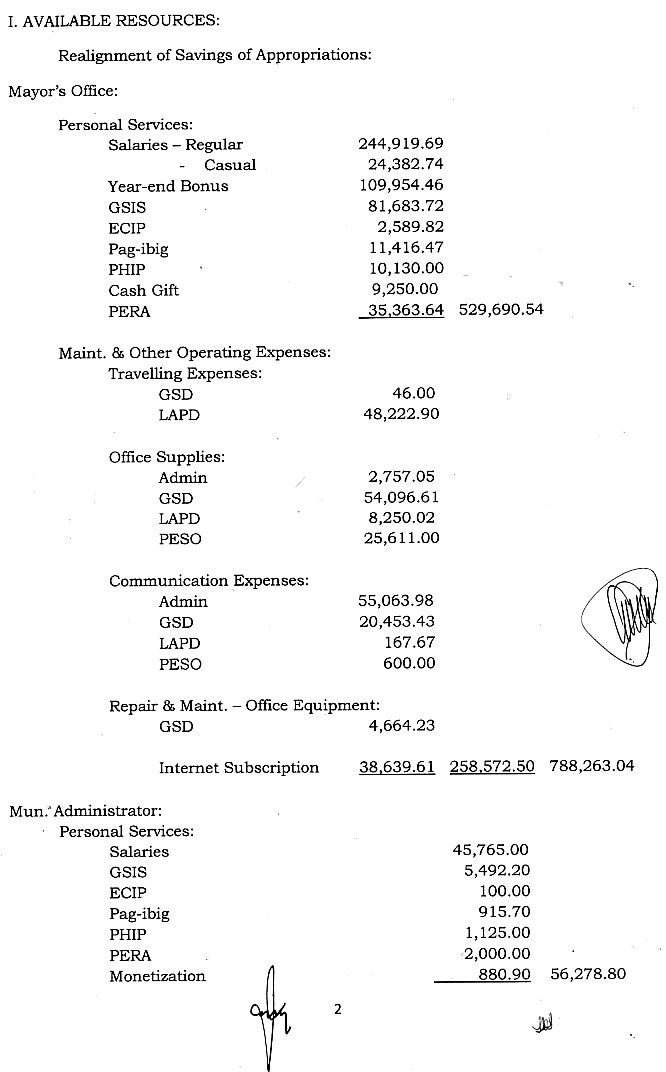 I. AVAILABLE RESOURCES:
Realignment of Savings of Appropriations:
Mayor's Office:
Personal Services:
Salaries – Regular 244,919.69
- Casual 24,382.74
Year-end Bonus 109,954.46
GSIS 81,683.72
ECIP 2,589.82
Pag-ibig 11,416.47
PHIP 10,130.00
Cash Gift 9,250.00
PERA 35,363.64 529,690.54
Maint. & Other Operating Expenses:
Travelling Expenses:
GSD 46.00
LAPD 48,222.90
Office Supplies:
Admin 2,757.05
GSD 54,096.61
LAPD 8,250.02
PESO 25,611.00
Communication Expenses:
Admin 55,063.98
GSD 20,453.43
LAPD 167.67
PESO 600.00
Repair & Maint. – Office Equipment:
GSD 4,664.23
Internet Subscription 38,639.61 258,572.50 788,263.04
Mun. Administrator:
Personal Services:
Salaries 45,765.00
GSIS 5,492.20
ECIP 100.00
Pag-ibig 915.70
PHIP 1,125.00
PERA 2,000.00
Monetization 880.90 56,278.80
2